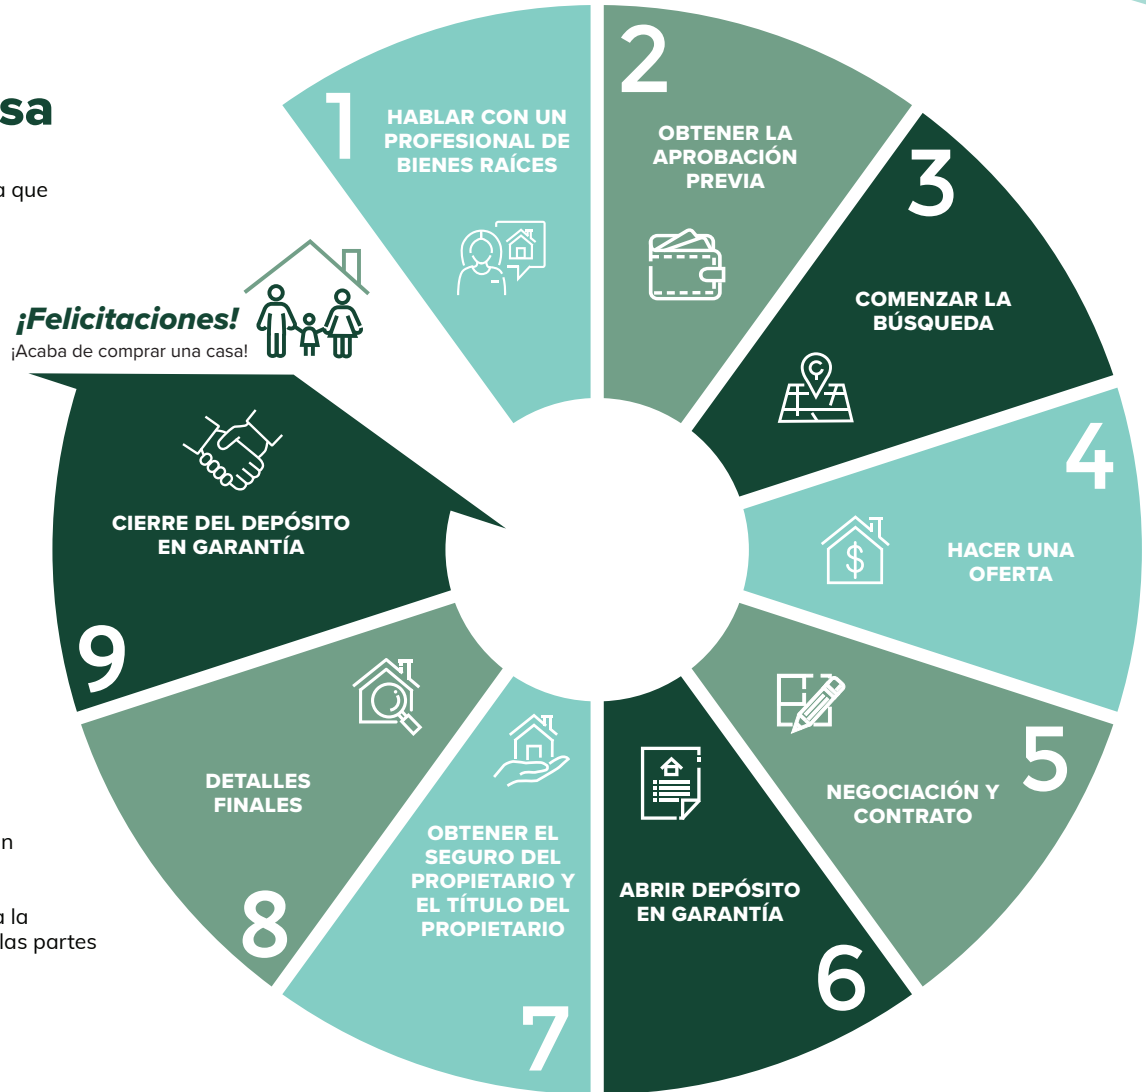 sa
a que
¡Felicitaciones!
¡Acaba de comprar una casa!
1
HABLAR CON UN
PROFESIONAL DE
BIENES RAÍCES
2
OBTENER LA
APROBACIÓN
PREVIA
3
COMENZAR LA
BÚSQUEDA
4
HACER UNA
OFERTA
$
5
NEGOCIACIÓN Y
CONTRATO
6
ABRIR DEPÓSITO
EN GARANTÍA
7
OBTENER EL
SEGURO DEL
PROPIETARIO Y
EL TÍTULO DEL
PROPIETARIO
8
DETALLES
FINALES
9
CIERRE DEL DEPÓSITO
EN GARANTÍA
n
a la
las partes